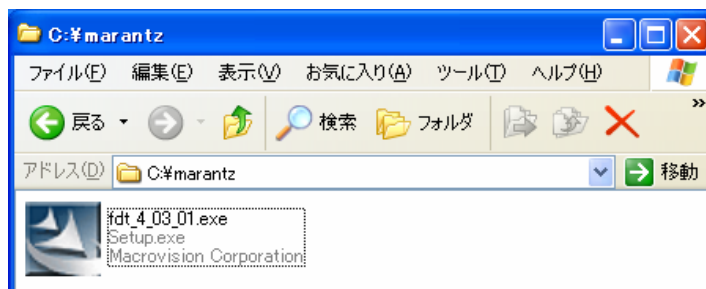 C:¥marantz
ファイル(F) 編集(E) 表示(V) お気に入り(A) ツール(T) ヘルプ(H)
戻る 検索 フォルダ »
アドレス(D) C:¥marantz 移動
fdt_4_03_01.exe
Setup.exe
Macrovision Corporation